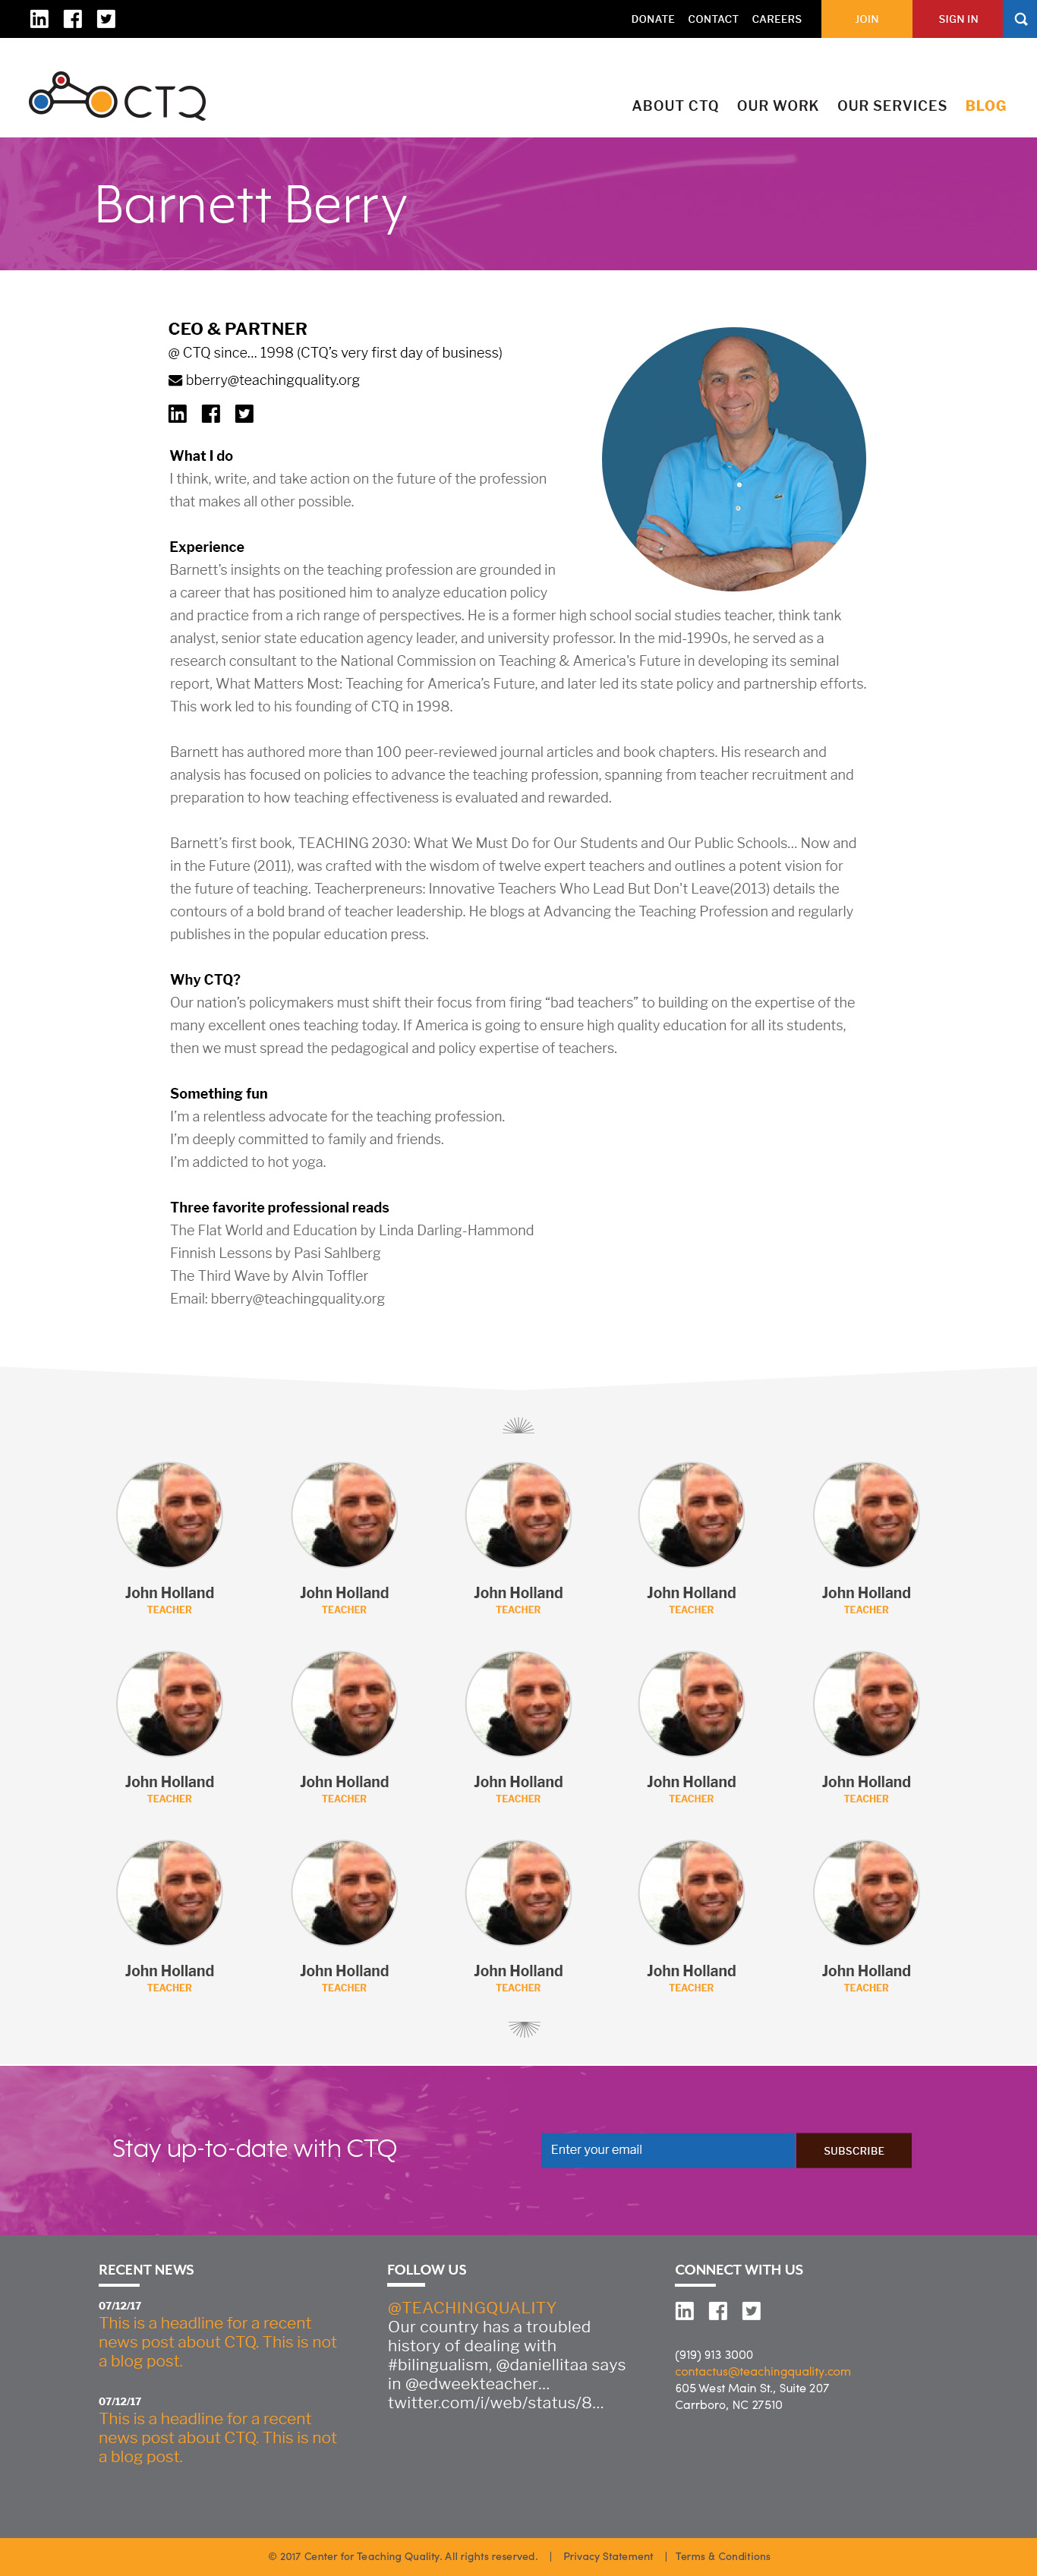 DONATE CONTACT CAREERS JOIN SIGN IN
CTQ
ABOUT CTQ OUR WORK OUR SERVICES BLOG
Barnett Berry
CEO & PARTNER
@ CTQ since... 1998 (CTQ's very first day of business)
bberry@teachingquality.org
What I do
I think, write, and take action on the future of the profession
that makes all other possible.
Experience
Barnett's insights on the teaching profession are grounded in
a career that has positioned him to analyze education policy
and practice from a rich range of perspectives. He is a former high school social studies teacher, think tank
analyst, senior state education agency leader, and university professor. In the mid-1990s, he served as a
research consultant to the National Commission on Teaching & America's Future in developing its seminal
report, What Matters Most: Teaching for America's Future, and later led its state policy and partnership efforts.
This work led to his founding of CTQ in 1998.
Barnett has authored more than 100 peer-reviewed journal articles and book chapters. His research and
analysis has focused on policies to advance the teaching profession, spanning from teacher recruitment and
preparation to how teaching effectiveness is evaluated and rewarded.
Barnett's first book, TEACHING 2030: What We Must Do for Our Students and Our Public Schools... Now and
in the Future (2011), was crafted with the wisdom of twelve expert teachers and outlines a potent vision for
the future of teaching. Teacherpreneurs: Innovative Teachers Who Lead But Don't Leave(2013) details the
contours of a bold brand of teacher leadership. He blogs at Advancing the Teaching Profession and regularly
publishes in the popular education press.
Why CTQ?
Our nation's policymakers must shift their focus from firing “bad teachers” to building on the expertise of the
many excellent ones teaching today. If America is going to ensure high quality education for all its students,
then we must spread the pedagogical and policy expertise of teachers.
Something fun
I'm a relentless advocate for the teaching profession.
I'm deeply committed to family and friends.
I'm addicted to hot yoga.
Three favorite professional reads
The Flat World and Education by Linda Darling-Hammond
Finnish Lessons by Pasi Sahlberg
The Third Wave by Alvin Toffler
Email: bberry@teachingquality.org
John Holland John Holland John Holland John Holland John Holland
TEACHER TEACHER TEACHER TEACHER TEACHER
John Holland John Holland John Holland John Holland John Holland
TEACHER TEACHER TEACHER TEACHER TEACHER
John Holland John Holland John Holland John Holland John Holland
TEACHER TEACHER TEACHER TEACHER TEACHER
Stay up-to-date with CTQ
Enter your email SUBSCRIBE
RECENT NEWS
07/12/17
This is a headline for a recent
news post about CTQ. This is not
a blog post.
07/12/17
This is a headline for a recent
news post about CTQ. This is not
a blog post.
FOLLOW US
@TEACHINGQUALITY
Our country has a troubled
history of dealing with
#bilingualism, @daniellitaa says
in @edweekteacher...
twitter.com/i/web/status/8...
CONNECT WITH US
(919) 913 3000
contactus@teachingquality.com
605 West Main St., Suite 207
Carrboro, NC 27510
© 2017 Center for Teaching Quality. All rights reserved. | Privacy Statement | Terms & Conditions